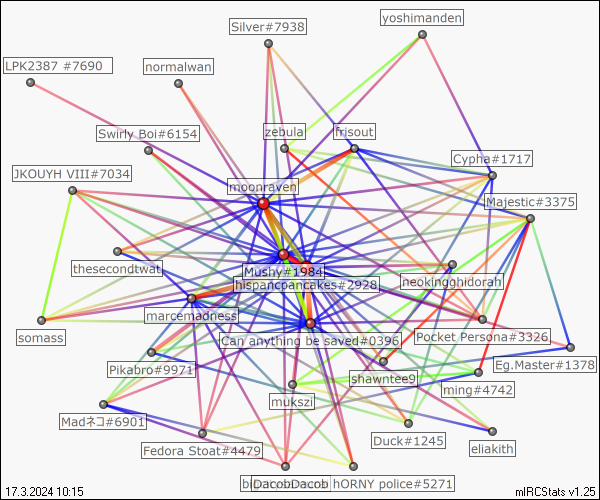 yoshimanden
Silver#7938
LPK2387 #7690
normalwan
Swirly Boi#6154
zebula
frisout
Cypha#1717
JKOUYH VIII#7034
moonraven
Majestic#3375
thesecondtwat
Mushy#1984
hispancpancakes#2928
neokingghidorah
marcemadness
somass
Can anything be saved#0396
Pocket Persona#3326
Pikabro#9971
shawntee9
Eg.Master#1378
mukszi
ming#4742
Madネコ#6901
Fedora Stoat#4479
Duck#1245
eliakith
DacobDacob
hORNY police#5271
17.3.2024 10:15
mIRCStats v1.25